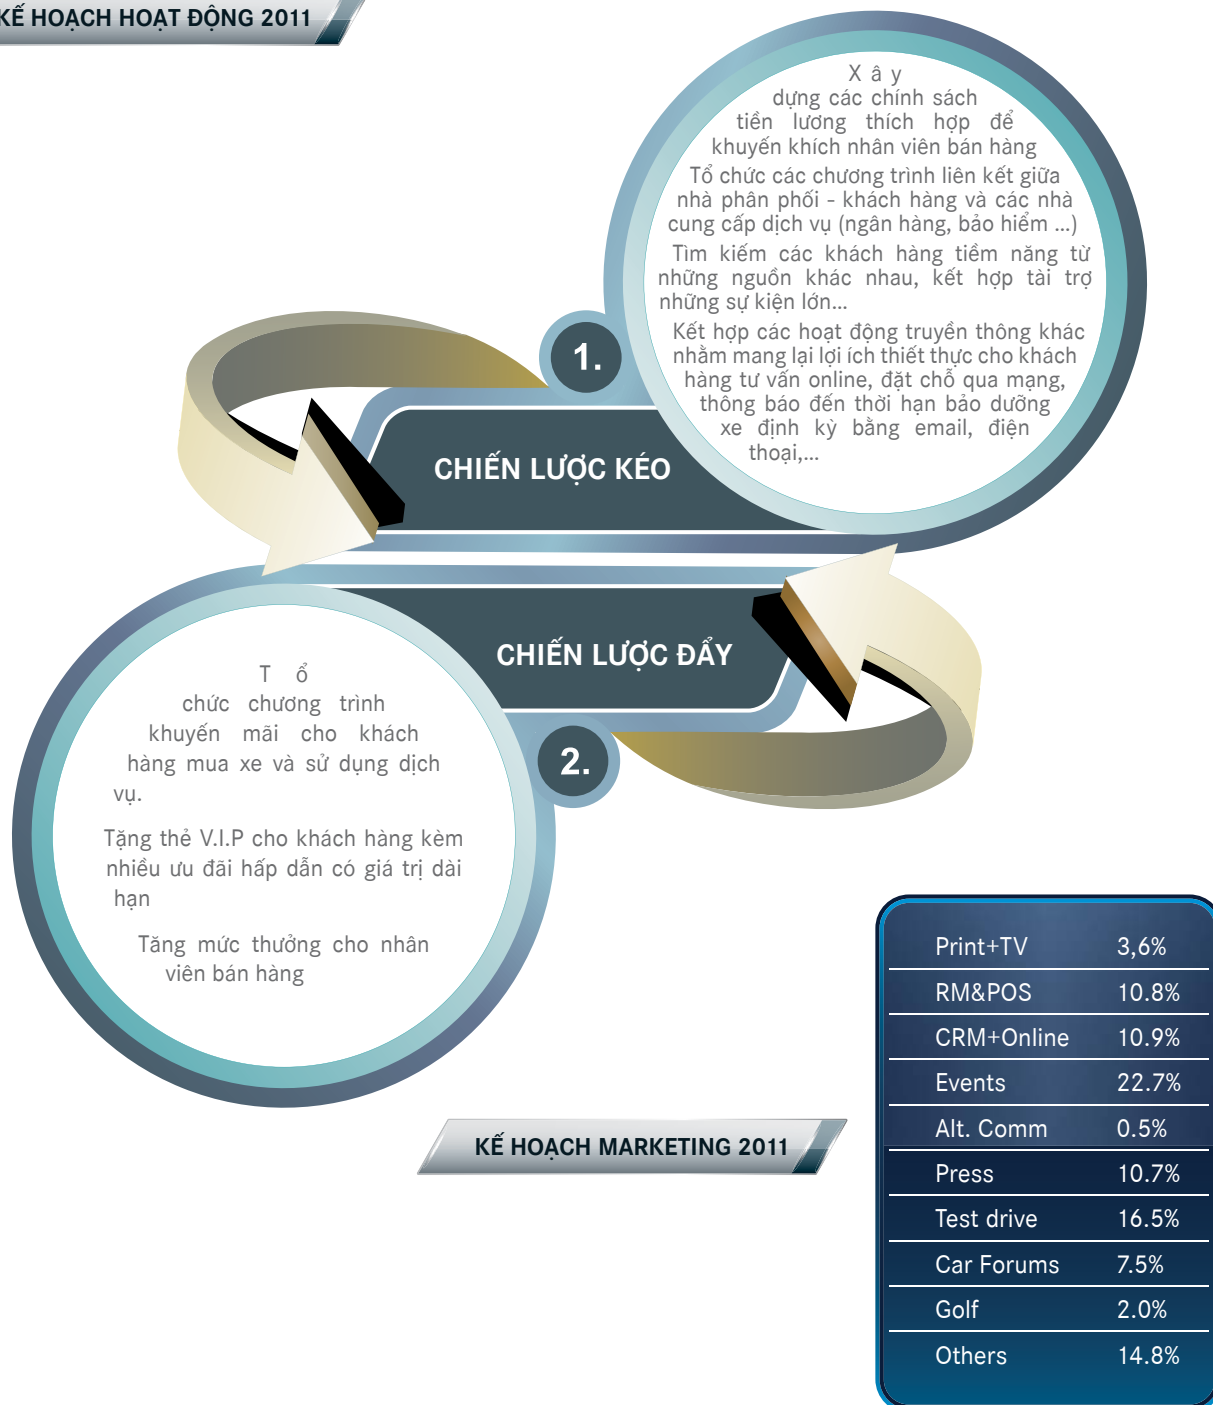 KẾ HOẠCH HOẠT ĐỘNG 2011
X â y
dựng các chính sách
tiền lương thích hợp để
khuyến khích nhân viên bán hàng
Tổ chức các chương trình liên kết giữa
nhà phân phối - khách hàng và các nhà
cung cấp dịch vụ (ngân hàng, bảo hiểm ...)
Tìm kiếm các khách hàng tiềm năng từ
những nguồn khác nhau, kết hợp tài trợ
những sự kiện lớn...
Kết hợp các hoạt động truyền thông khác
nhằm mang lại lợi ích thiết thực cho khách
hàng tư vấn online, đặt chỗ qua mạng,
thông báo đến thời hạn bảo dưỡng
xe định kỳ bằng email, điện
thoại,...
1.
CHIẾN LƯỢC KÉO
CHIẾN LƯỢC ĐẨY
2.
T ổ
chức chương trình
khuyến mãi cho khách
hàng mua xe và sử dụng dịch
vụ.
Tặng thẻ V.I.P cho khách hàng kèm
nhiều ưu đãi hấp dẫn có giá trị dài
hạn
Tăng mức thưởng cho nhân
viên bán hàng
KẾ HOẠCH MARKETING 2011
Print+TV 3,6%
RM&POS 10.8%
CRM+Online 10.9%
Events 22.7%
Alt. Comm 0.5%
Press 10.7%
Test drive 16.5%
Car Forums 7.5%
Golf 2.0%
Others 14.8%